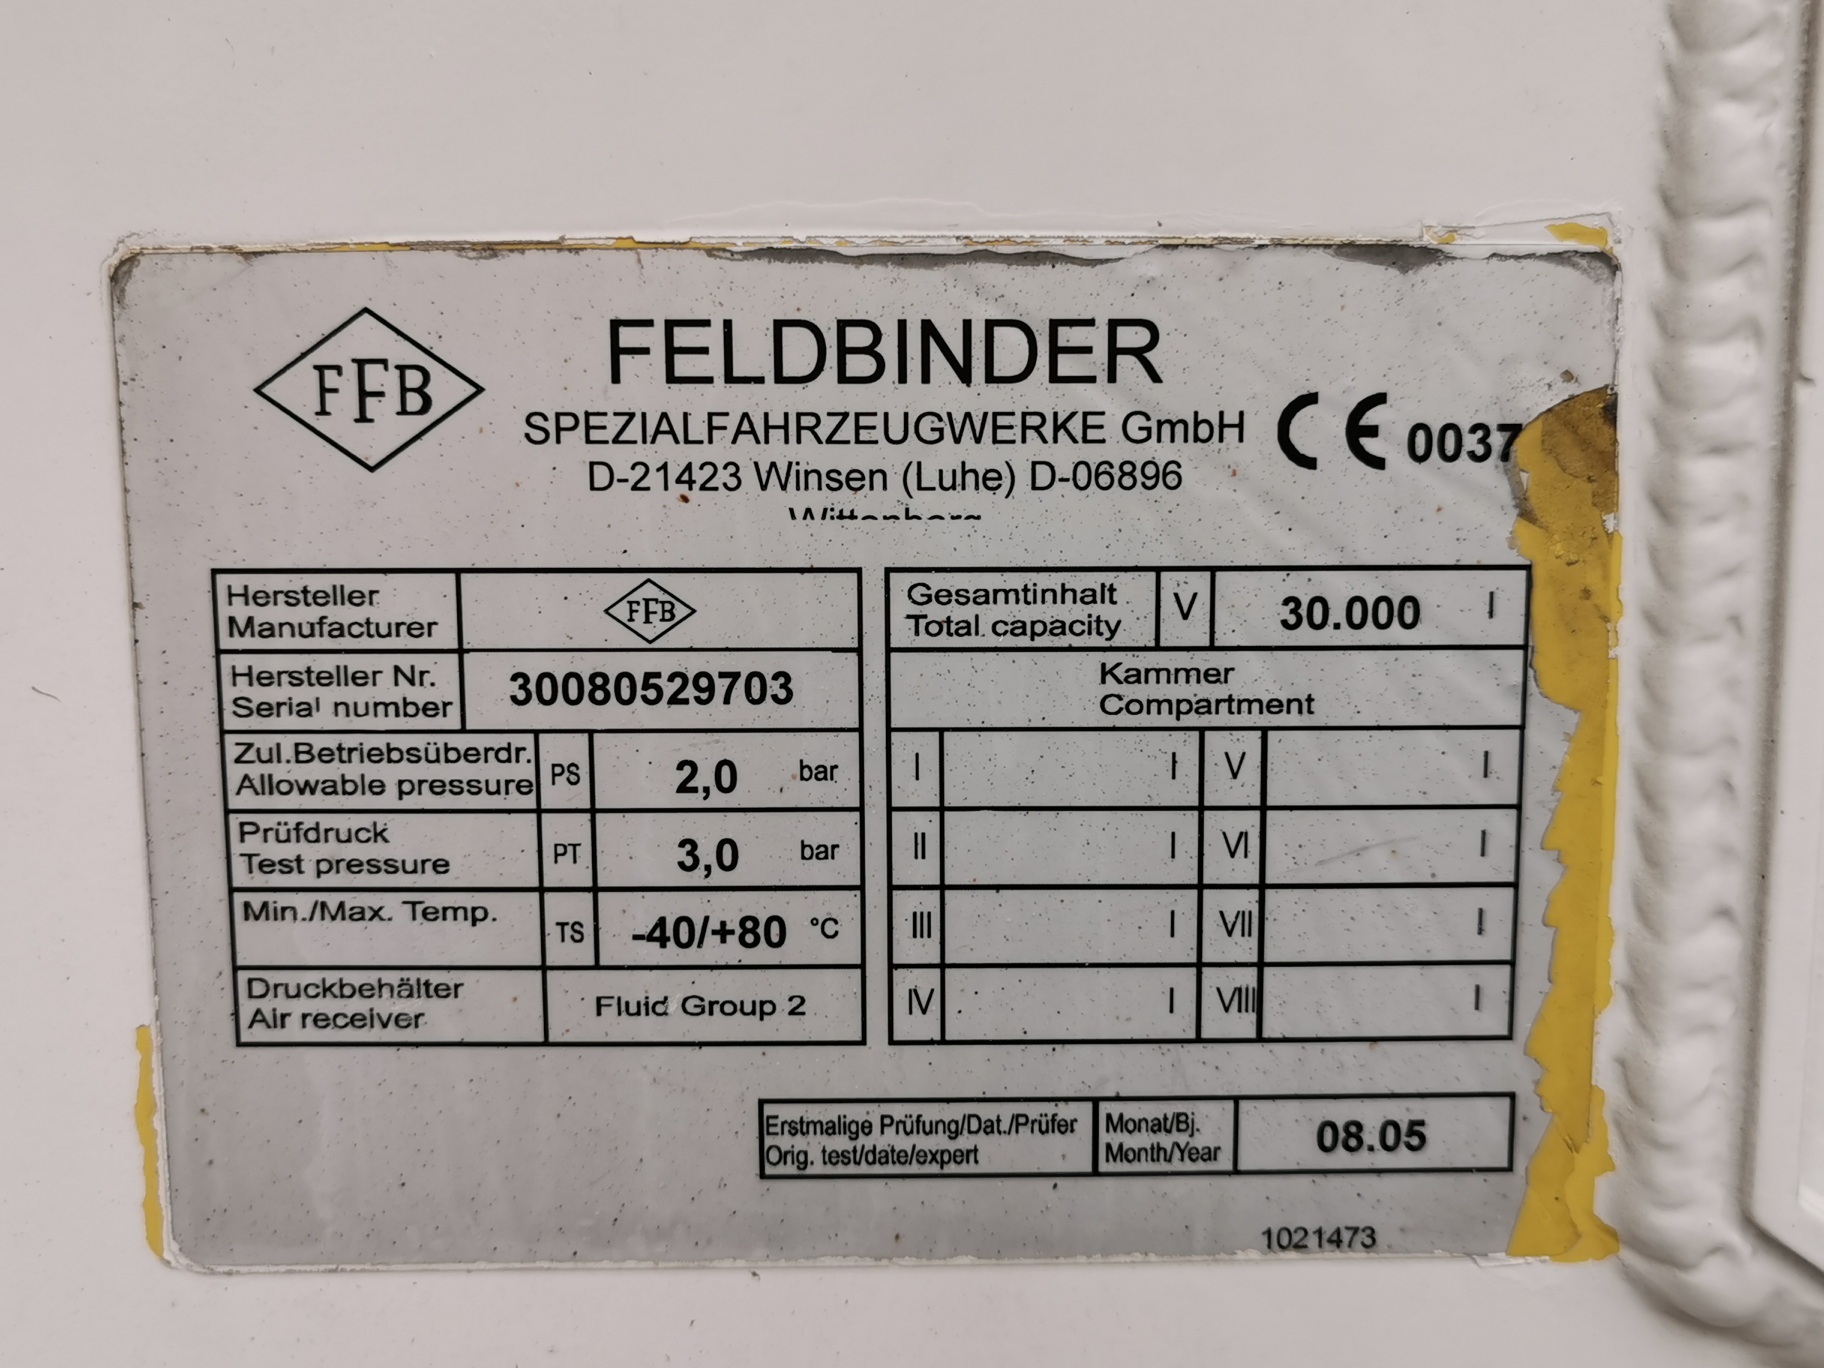 FFB
FELDBINDER
SPEZIALFAHRZEUGWERKE GmbH
D-21423 Winsen (Luhe) D-06896
Wittenberg
CE 0037
Hersteller
Manufacturer
FFB
Hersteller Nr.
Serial number
30080529703
Zul.Betriebsüberdr.
Allowable pressure
PS
2,0 bar
Prüfdruck
Test pressure
PT
3,0 bar
Min./Max. Temp.
TS
-40/+80 °C
Druckbehälter
Air receiver
Fluid Group 2
Gesamtinhalt
Total capacity
V
30.000 l
Kammer
Compartment
I l V l
II l VI l
III l VII l
IV l VIII l
Erstmalige Prüfung/Dat./Prüfer
Orig. test/date/expert
Monat/Bj.
Month/Year
08.05
1021473